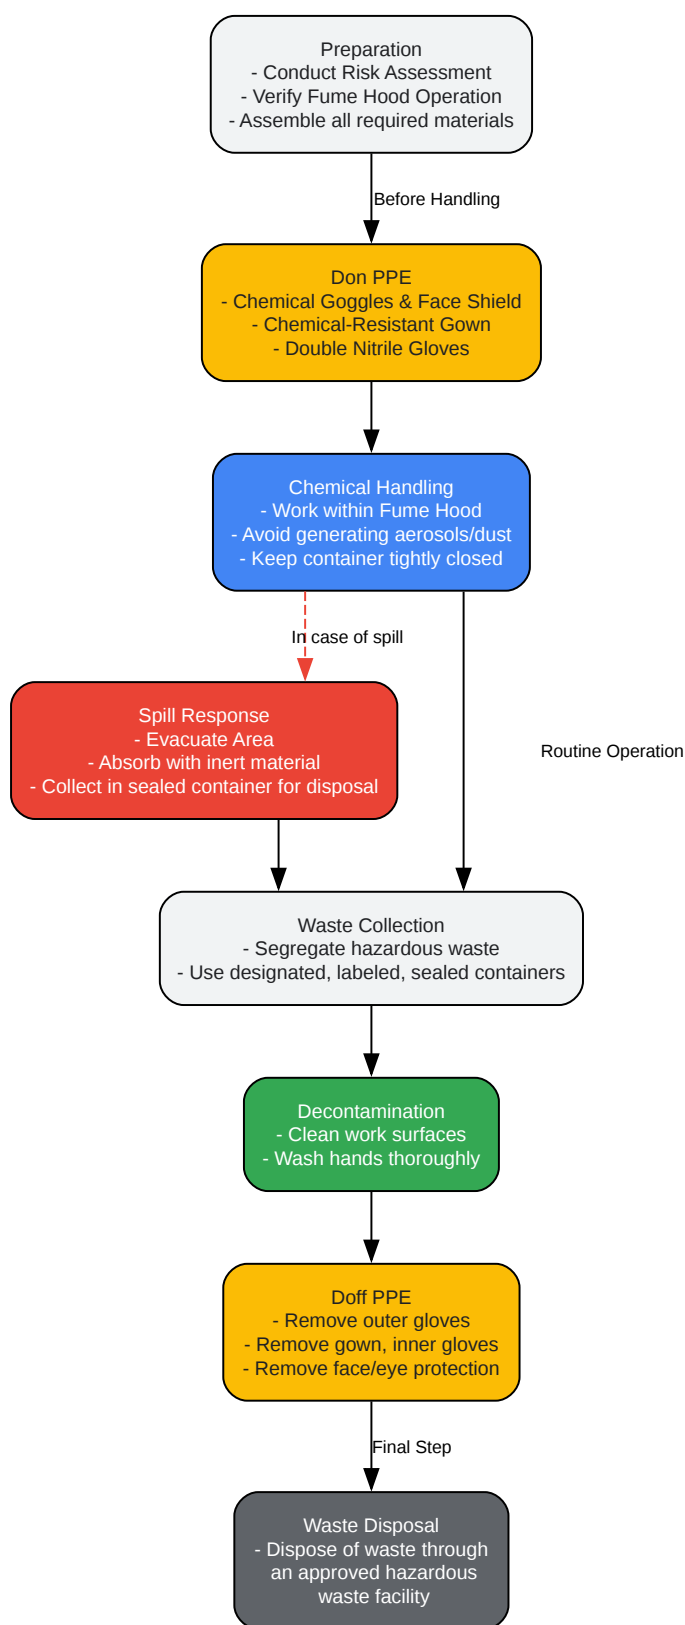 Preparation
- Conduct Risk Assessment
- Verify Fume Hood Operation
- Assemble all required materials
Before Handling
Don PPE
- Chemical Goggles & Face Shield
- Chemical-Resistant Gown
- Double Nitrile Gloves
Chemical Handling
- Work within Fume Hood
- Avoid generating aerosols/dust
- Keep container tightly closed
In case of spill
Spill Response
- Evacuate Area
- Absorb with inert material
- Collect in sealed container for disposal
Routine Operation
Waste Collection
- Segregate hazardous waste
- Use designated, labeled, sealed containers
Decontamination
- Clean work surfaces
- Wash hands thoroughly
Doff PPE
- Remove outer gloves
- Remove gown, inner gloves
- Remove face/eye protection
Final Step
Waste Disposal
- Dispose of waste through
an approved hazardous
waste facility